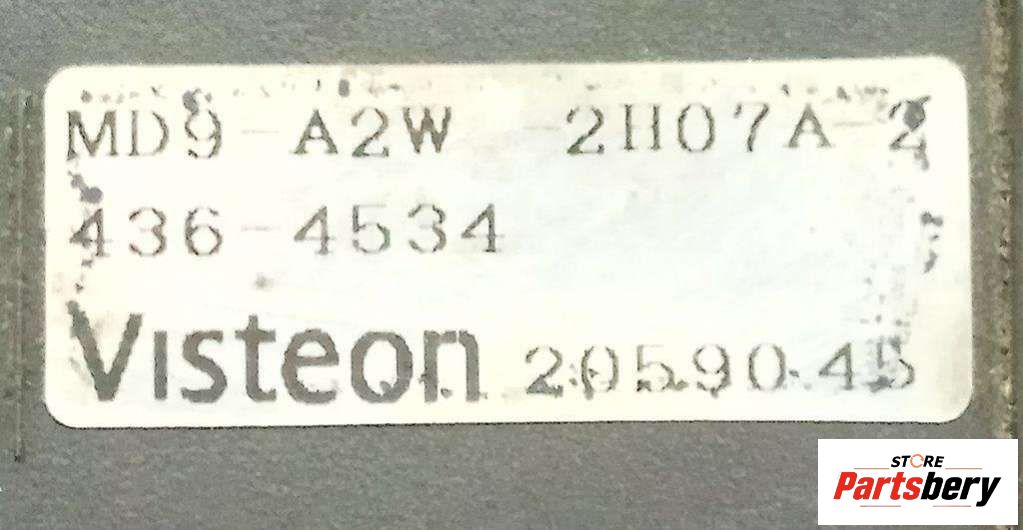 MD9-A2W -2H07A-2
436-4534
Visteon 2059045
STORE
Partsbery